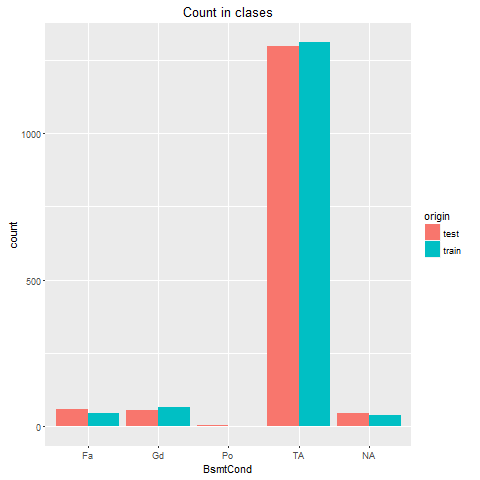 Count in clases
count
1000
500
0
Fa Gd Po TA NA
BsmtCond
origin
test
train